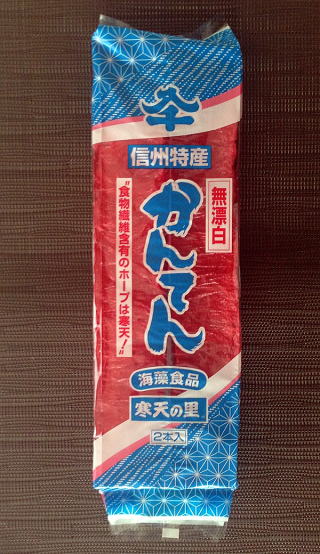 信州特産
無漂白
かんてん
"食物繊維含有のホープは寒天!"
海藻食品
寒天の里
2本入